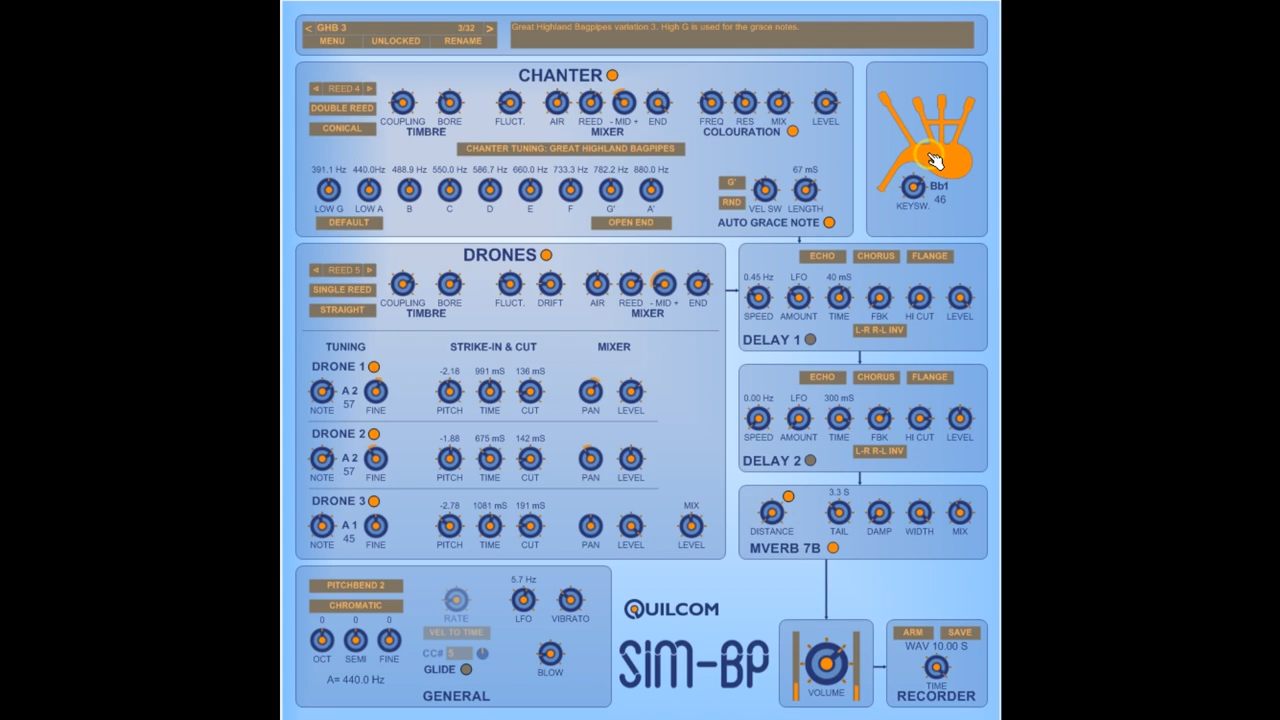 < GHB 3 3/32 >
MENU UNLOCKED RENAME
Great Highland Bagpipes variation 3. High G is used for the grace notes.
CHANTER
REED 4
DOUBLE REED
CONICAL
COUPLING BORE
TIMBRE
FLUCT.
AIR REED - MID + END
MIXER
FREQ RES MIX
COLOURATION
LEVEL
CHANTER TUNING: GREAT HIGHLAND BAGPIPES
391.1 Hz 440.0Hz 488.9 Hz 550.0 Hz 586.7 Hz 660.0 Hz 733.3 Hz 782.2 Hz 880.0 Hz
LOW G LOW A B C D E F G' A'
DEFAULT
OPEN END
G'
RND
67 mS
VEL SW LENGTH
AUTO GRACE NOTE
Bb1
46
KEYSW.
DRONES
REED 5
SINGLE REED
STRAIGHT
COUPLING BORE
TIMBRE
FLUCT. DRIFT
AIR REED - MID + END
MIXER
TUNING STRIKE-IN & CUT MIXER
DRONE 1
-2.18 991 mS 136 mS
A 2
57
NOTE FINE PITCH TIME CUT PAN LEVEL
DRONE 2
-1.88 675 mS 142 mS
A 2
57
NOTE FINE PITCH TIME CUT PAN LEVEL
DRONE 3
-2.78 1081 mS 191 mS MIX
A 1
45
NOTE FINE PITCH TIME CUT PAN LEVEL LEVEL
ECHO CHORUS FLANGE
0.45 Hz LFO 40 mS
SPEED AMOUNT TIME FBK HI CUT LEVEL
L-R R-L INV
DELAY 1
ECHO CHORUS FLANGE
0.00 Hz LFO 300 mS
SPEED AMOUNT TIME FBK HI CUT LEVEL
L-R R-L INV
DELAY 2
3.3 S
DISTANCE TAIL DAMP WIDTH MIX
MVERB 7B
PITCHBEND 2
CHROMATIC
0 0 0
OCT SEMI FINE
A= 440.0 Hz
RATE
VEL TO TIME
CC# 5
GLIDE
5.7 Hz
LFO VIBRATO
BLOW
GENERAL
QUILCOM
SIM-BP
VOLUME
ARM SAVE
WAV 10.00 S
TIME
RECORDER